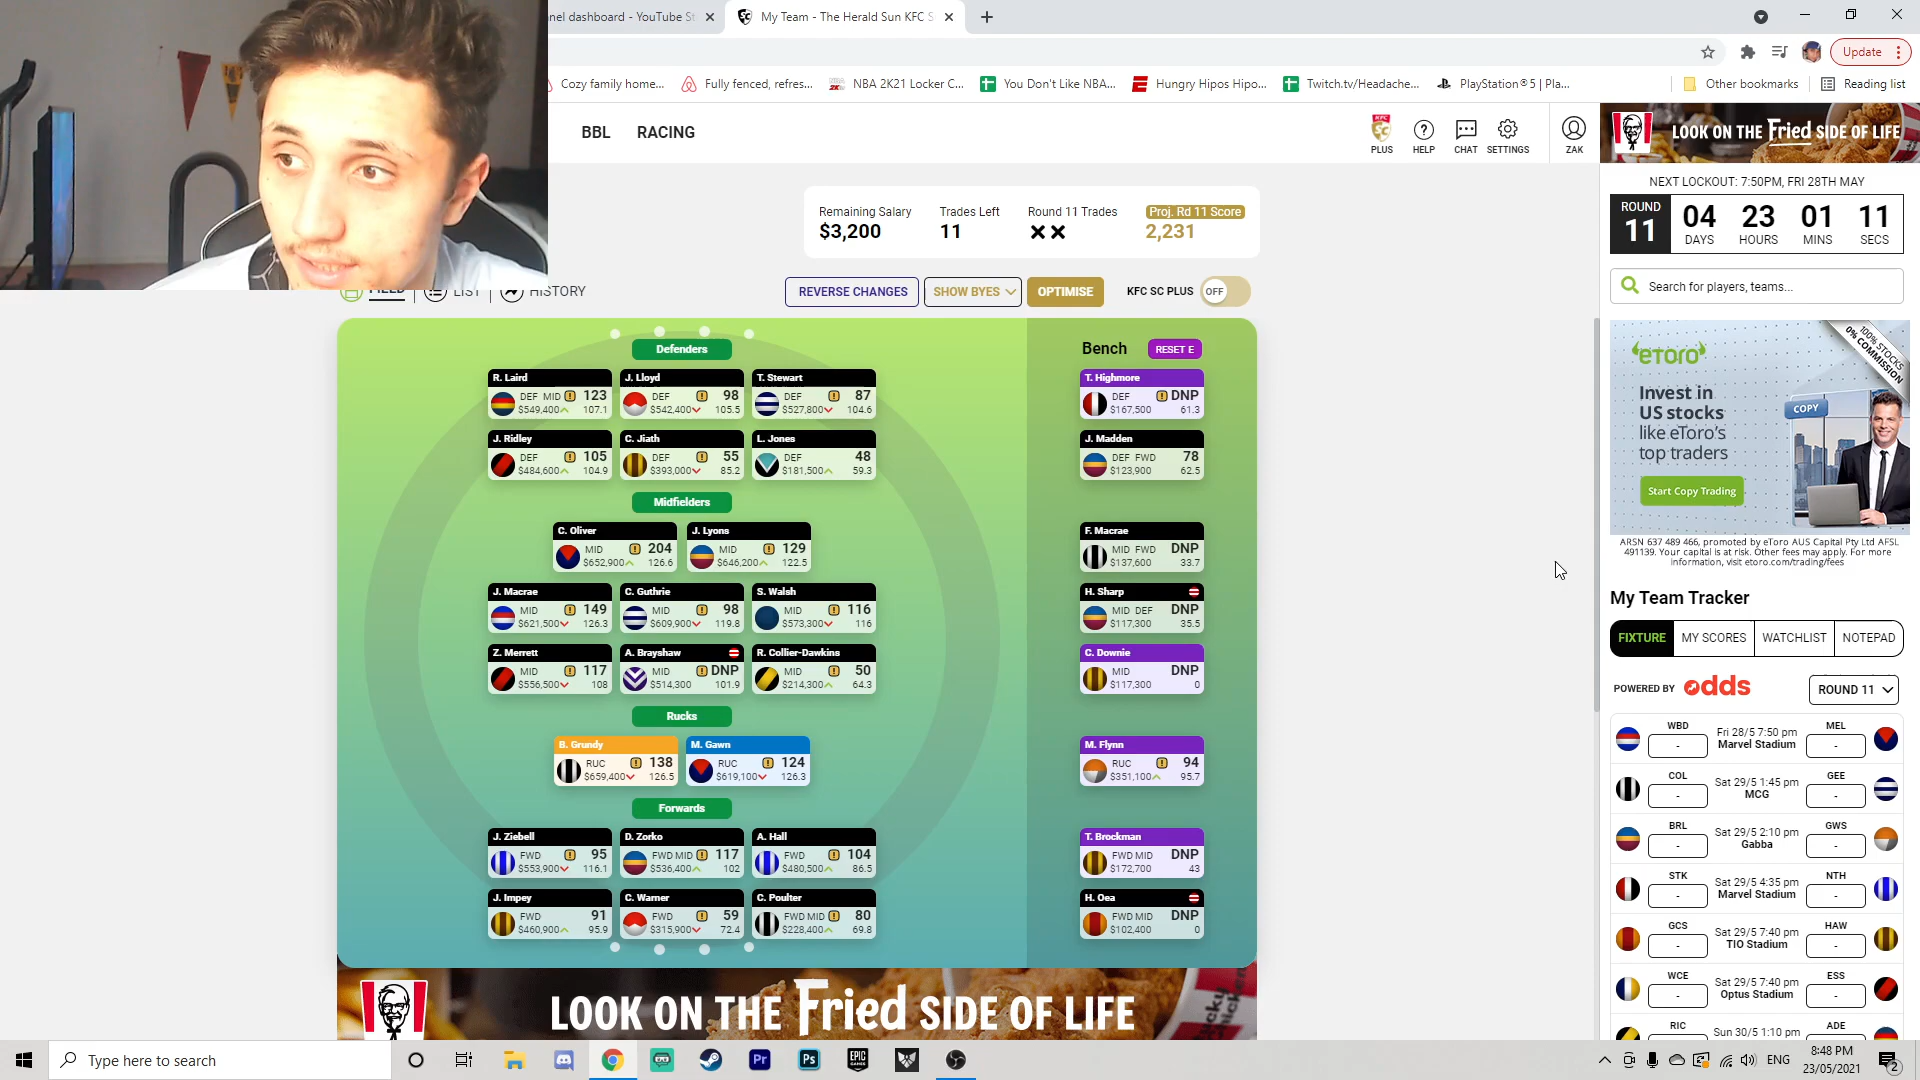 nel dashboard - YouTube St
My Team - The Herald Sun KFC S
Update
Cozy family home...
Fully fenced, refres...
NBA 2K21 Locker C...
You Don't Like NBA...
Hungry Hipos Hipo...
Twitch.tv/Headache...
PlayStation®5 | Pla...
Other bookmarks
Reading list
BBL RACING
PLUS HELP CHAT SETTINGS ZAK
LOOK ON THE Fried SIDE OF LIFE
Remaining Salary
$3,200
Trades Left
11
Round 11 Trades
Proj. Rd 11 Score
2,231
FIELD LIST HISTORY
REVERSE CHANGES SHOW BYES OPTIMISE KFC SC PLUS OFF
Defenders
R. Laird
DEF MID 123
$549,400 107.1
J. Lloyd
DEF 98
$542,400 105.5
T. Stewart
DEF 87
$527,800 104.6
J. Ridley
DEF 105
$484,600 104.9
C. Jiath
DEF 55
$393,000 85.2
L. Jones
DEF 48
$181,500 59.3
Midfielders
C. Oliver
MID 204
$652,900 126.6
J. Lyons
MID 129
$646,200 122.5
J. Macrae
MID 149
$621,500 126.3
C. Guthrie
MID 98
$609,900 119.8
S. Walsh
MID 116
$573,300 116
Z. Merrett
MID 117
$556,500 108
A. Brayshaw
MID DNP
$514,300 101.9
R. Collier-Dawkins
MID 50
$214,300 64.3
Rucks
B. Grundy
RUC 138
$659,400 126.5
M. Gawn
RUC 124
$619,100 126.3
Forwards
J. Ziebell
FWD 95
$553,900 116.1
D. Zorko
FWD MID 117
$536,400 102
A. Hall
FWD 104
$480,500 86.5
J. Impey
FWD 91
$460,900 95.9
C. Warner
FWD 59
$315,900 72.4
C. Poulter
FWD MID 80
$228,400 69.8
Bench RESET E
T. Highmore
DEF DNP
$167,500 61.3
J. Madden
DEF FWD 78
$123,900 62.5
F. Macrae
MID FWD DNP
$137,600 33.7
H. Sharp
MID DEF DNP
$117,300 35.5
C. Downie
MID DNP
$117,300 0
M. Flynn
RUC 94
$351,100 95.7
T. Brockman
FWD MID DNP
$172,700 43
H. Oea
FWD MID DNP
$102,400 0
LOOK ON THE Fried SIDE OF LIFE
NEXT LOCKOUT: 7:50PM, FRI 28TH MAY
ROUND 11
04 DAYS
23 HOURS
01 MINS
11 SECS
Search for players, teams...
eToro
100% STOCKS
0% COMMISSION
Invest in
US stocks
like eToro's
top traders
COPY
Start Copy Trading
ARSN 637 489 466, promoted by eToro AUS Capital Pty Ltd AFSL
491139. Your capital is at risk. Other fees may apply. For more
information, visit etoro.com/trading/fees
My Team Tracker
FIXTURE MY SCORES WATCHLIST NOTEPAD
POWERED BY odds ROUND 11
WBD - Fri 28/5 7:50 pm Marvel Stadium MEL -
COL - Sat 29/5 1:45 pm MCG GEE -
BRL - Sat 29/5 2:10 pm Gabba GWS -
STK - Sat 29/5 4:35 pm Marvel Stadium NTH -
GCS - Sat 29/5 7:40 pm TIO Stadium HAW -
WCE - Sat 29/5 7:40 pm Optus Stadium ESS -
RIC Sun 30/5 1:10 pm ADE
Type here to search
Pr
Ps
EPIC GAMES
ENG
8:48 PM
23/05/2021
2